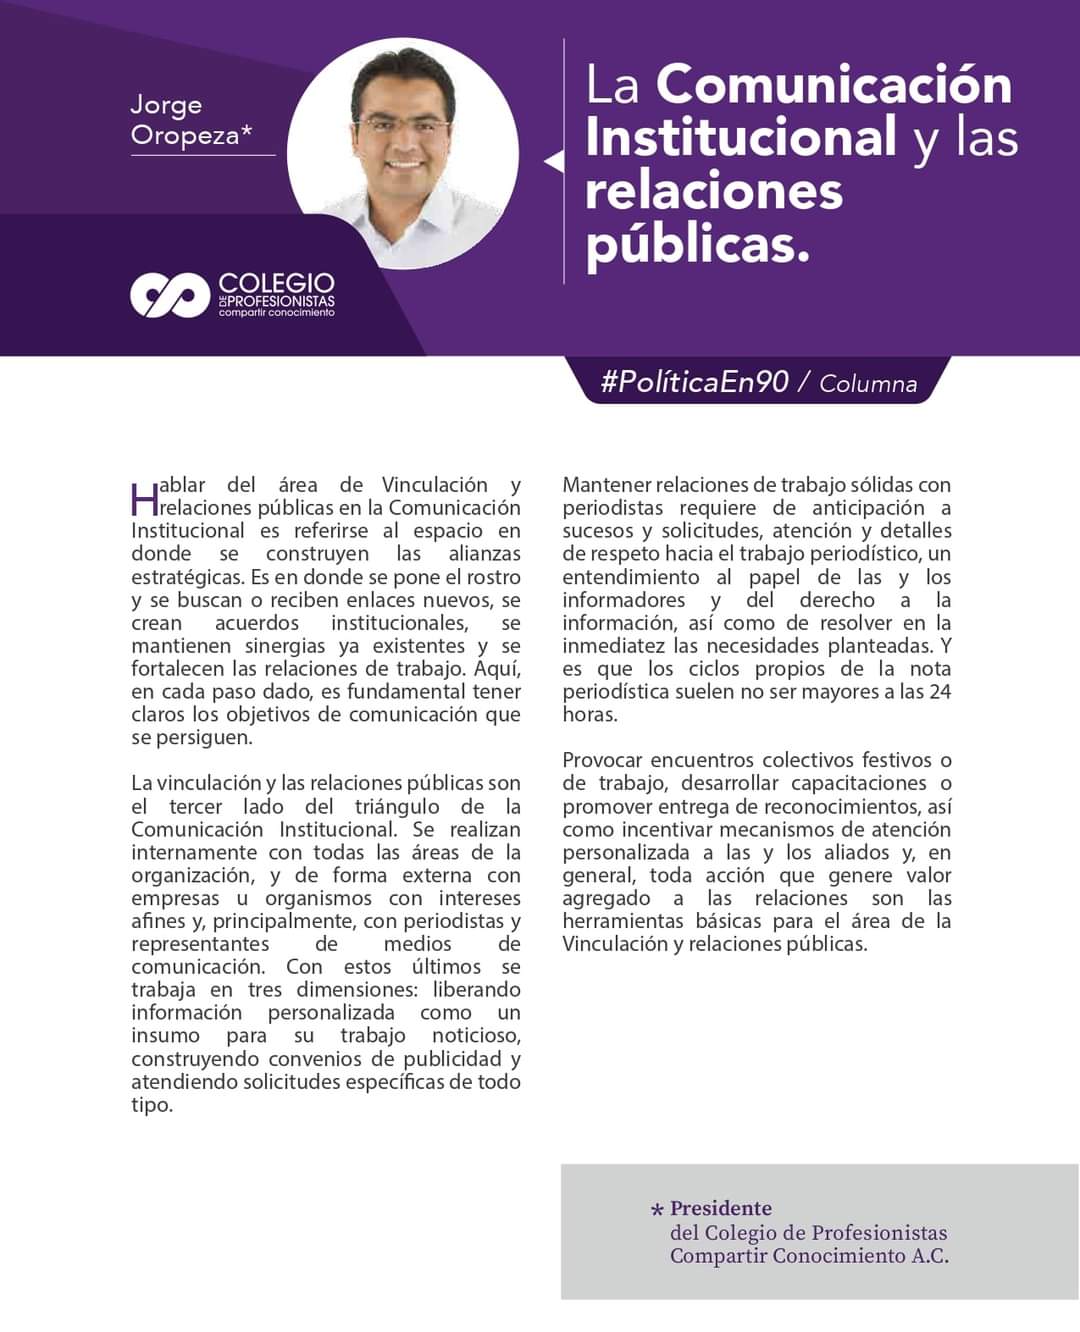 Jorge
Oropeza*
La Comunicación
Institucional y las
relaciones
públicas.
COLEGIO
DE PROFESIONISTAS
compartir conocimiento
#PolíticaEn90 / Columna
Hablar del área de Vinculación y
relaciones públicas en la Comunicación
Institucional es referirse al espacio en
donde se construyen las alianzas
estratégicas. Es en donde se pone el rostro
y se buscan o reciben enlaces nuevos, se
crean acuerdos institucionales, se
mantienen sinergias ya existentes y se
fortalecen las relaciones de trabajo. Aquí,
en cada paso dado, es fundamental tener
claros los objetivos de comunicación que
se persiguen.
La vinculación y las relaciones públicas son
el tercer lado del triángulo de la
Comunicación Institucional. Se realizan
internamente con todas las áreas de la
organización, y de forma externa con
empresas u organismos con intereses
afines y, principalmente, con periodistas y
representantes de medios de
comunicación. Con estos últimos se
trabaja en tres dimensiones: liberando
información personalizada como un
insumo para su trabajo noticioso,
construyendo convenios de publicidad y
atendiendo solicitudes específicas de todo
tipo.
Mantener relaciones de trabajo sólidas con
periodistas requiere de anticipación a
sucesos y solicitudes, atención y detalles
de respeto hacia el trabajo periodístico, un
entendimiento al papel de las y los
informadores y del derecho a la
información, así como de resolver en la
inmediatez las necesidades planteadas. Y
es que los ciclos propios de la nota
periodística suelen no ser mayores a las 24
horas.
Provocar encuentros colectivos festivos o
de trabajo, desarrollar capacitaciones o
promover entrega de reconocimientos, así
como incentivar mecanismos de atención
personalizada a las y los aliados y, en
general, toda acción que genere valor
agregado a las relaciones son las
herramientas básicas para el área de la
Vinculación y relaciones públicas.
* Presidente
del Colegio de Profesionistas
Compartir Conocimiento A.C.